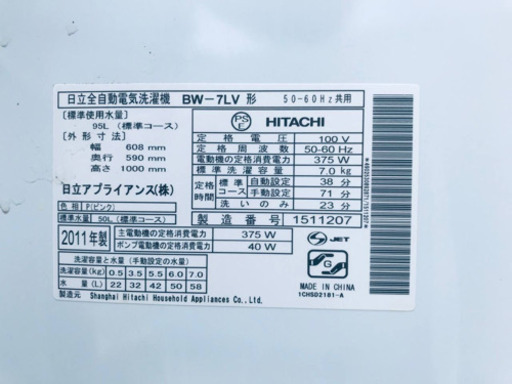 日立全自動電気洗濯機 BW-7LV 形 50-60Hz共用
[標準使用水量]
95L (標準コース)
[外形寸法]
幅 608 mm
奥行 590 mm
高さ 1000 mm
日立アプライアンス(株)
色相 P(ピンク)
標準水量 50L (標準コース)
2011年製
PS
E
HITACHI
定格電圧 100 V
定格周波数 50-60 Hz
電動機の定格消費電力 375 W
標準洗濯容量 7.0 kg
定格時間 標準コース 自動設定 38 分
手動設定 71 分
洗いのみ 23 分
製造番号 1511207
主電動機の定格消費電力 375 W
ポンプ電動機の定格消費電力 40 W
S JET
洗濯容量と水量 (手動設定の水量)
洗濯容量(kg) 0.5 3.5 5.5 6.0 7.0
水量(L) 22 32 42 50 58
製造元 Shanghai Hitachi Household Appliances Co.,Ltd.
G
MADE IN CHINA
1CHSD2181-A